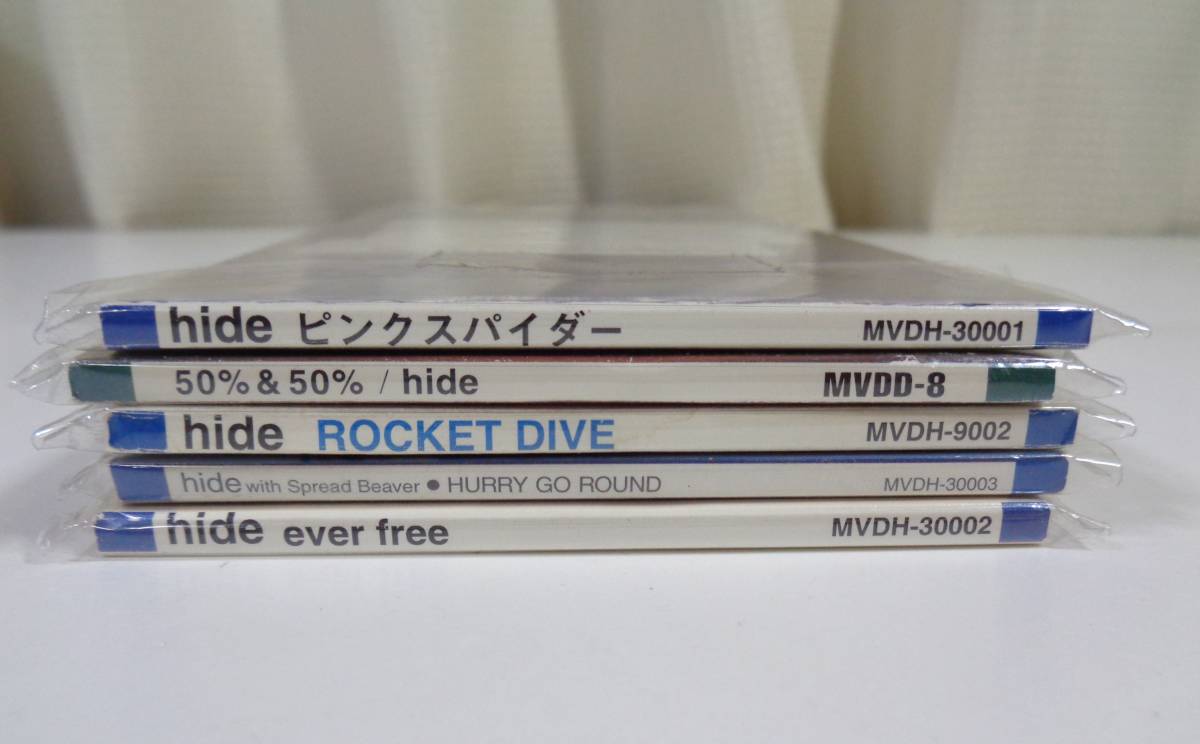 hide ピンクスパイダー MVDH-30001
50% & 50% / hide MVDD-8
hide ROCKET DIVE MVDH-9002
hide with Spread Beaver ● HURRY GO ROUND MVDH-30003
hide ever free MVDH-30002